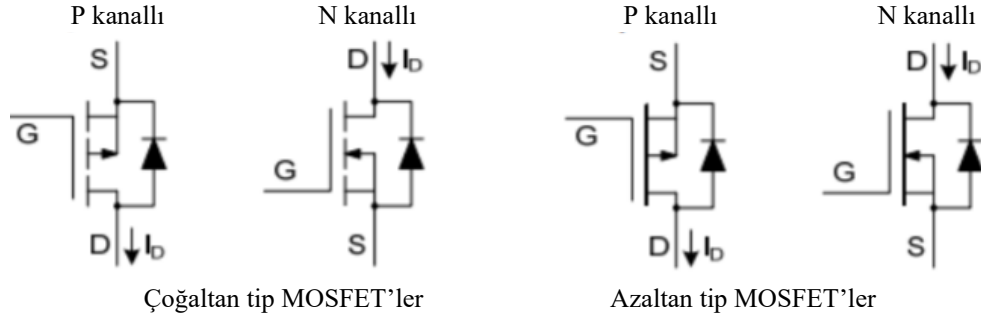 P kanallı N kanallı P kanallı N kanallı
S D I_D S D I_D
G G G G
D I_D S D I_D S
Çoğaltan tip MOSFET’ler Azaltan tip MOSFET’ler